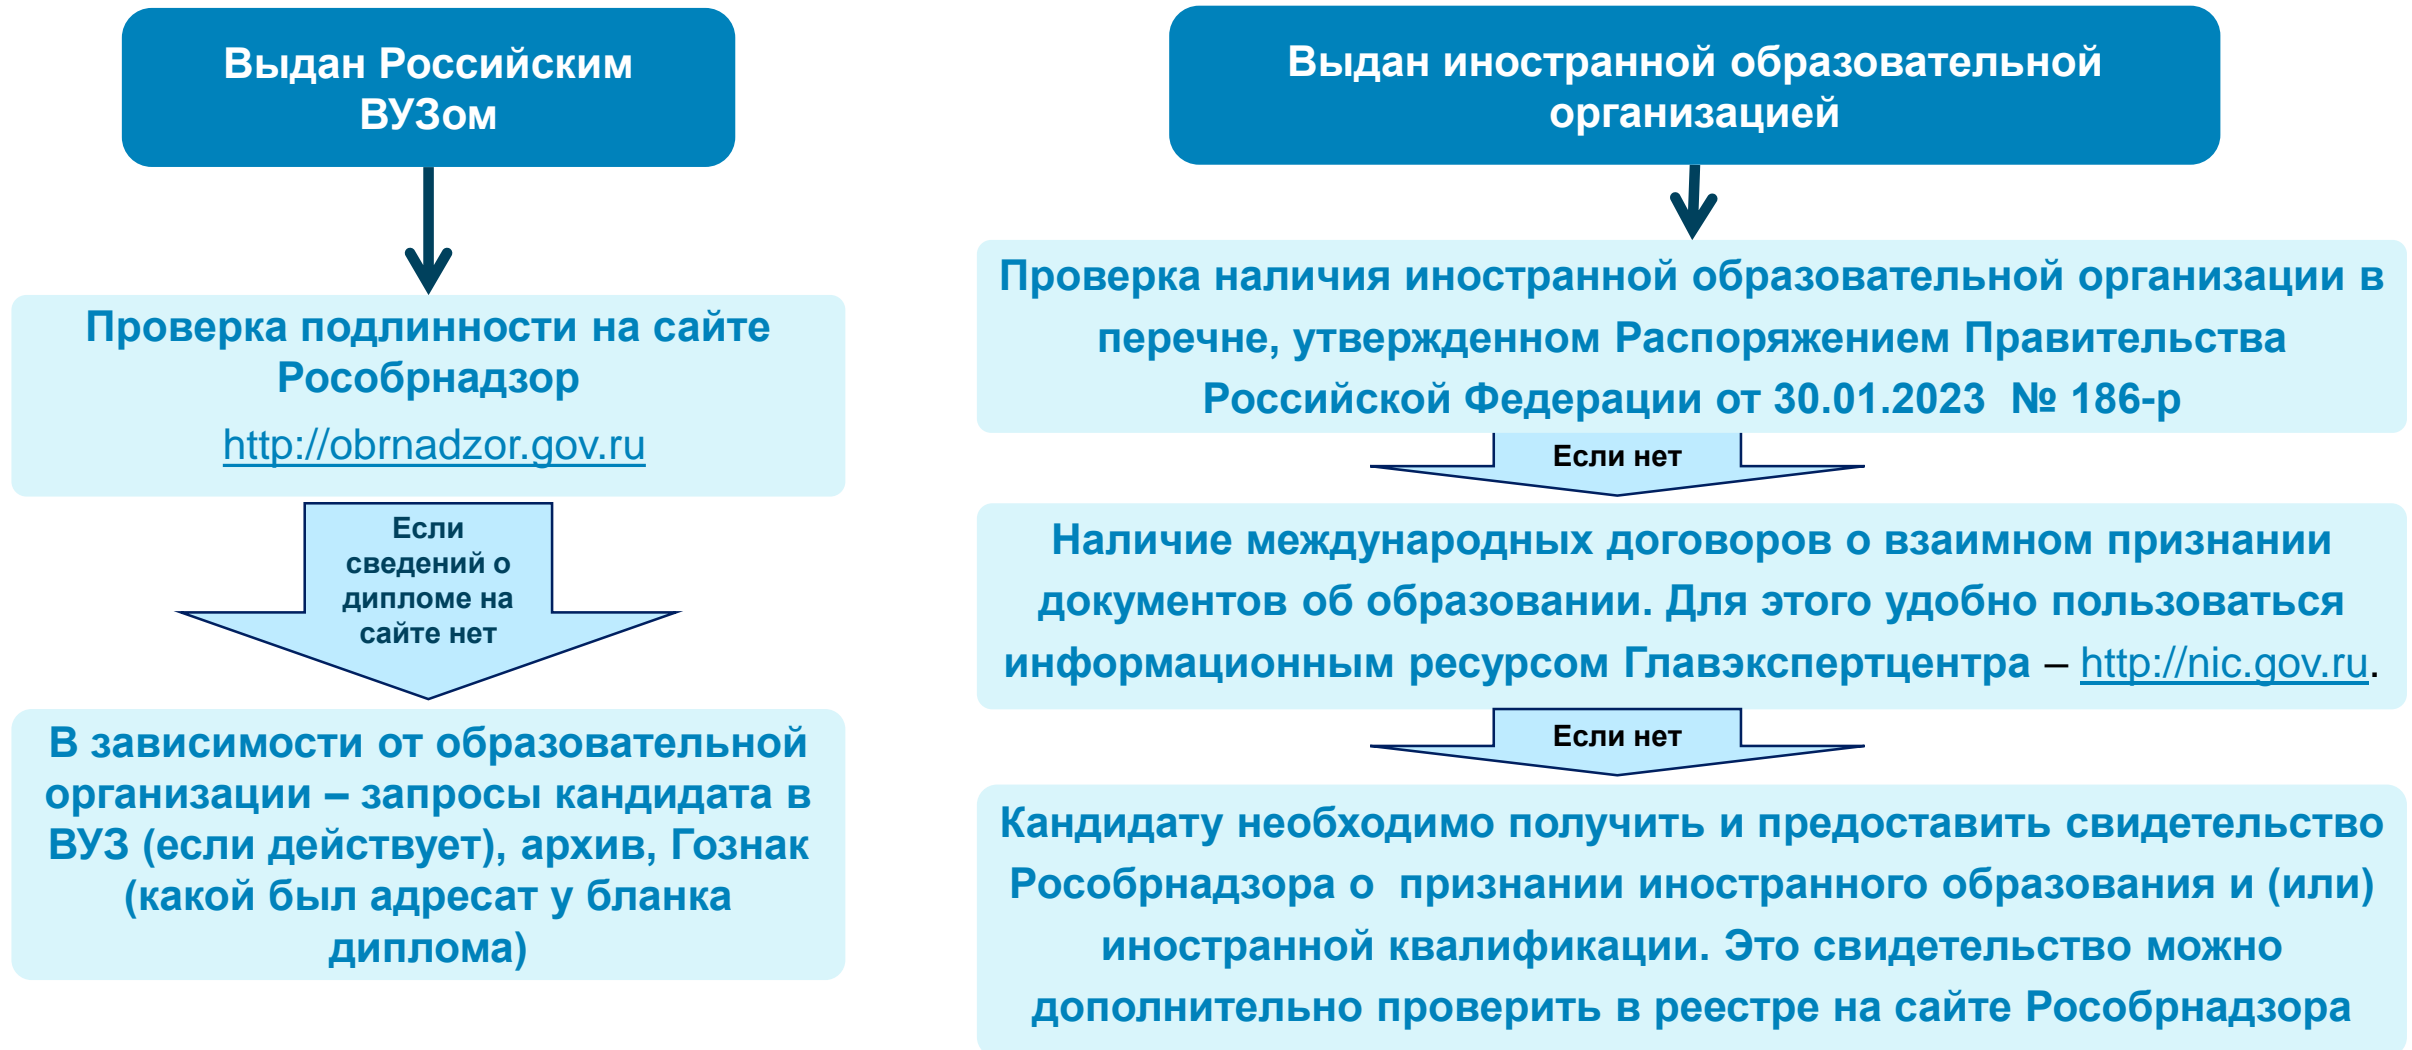 Выдан Российским
ВУЗом
Проверка подлинности на сайте
Рособрнадзор
http://obrnadzor.gov.ru
Если
сведений о
дипломе на
сайте нет
В зависимости от образовательной
организации – запросы кандидата в
ВУЗ (если действует), архив, Гознак
(какой был адресат у бланка
диплома)
Выдан иностранной образовательной
организацией
Проверка наличия иностранной образовательной организации в
перечне, утвержденном Распоряжением Правительства
Российской Федерации от 30.01.2023 № 186-р
Если нет
Наличие международных договоров о взаимном признании
документов об образовании. Для этого удобно пользоваться
информационным ресурсом Главэкспертцентра – http://nic.gov.ru.
Если нет
Кандидату необходимо получить и предоставить свидетельство
Рособрнадзора о признании иностранного образования и (или)
иностранной квалификации. Это свидетельство можно
дополнительно проверить в реестре на сайте Рособрнадзора